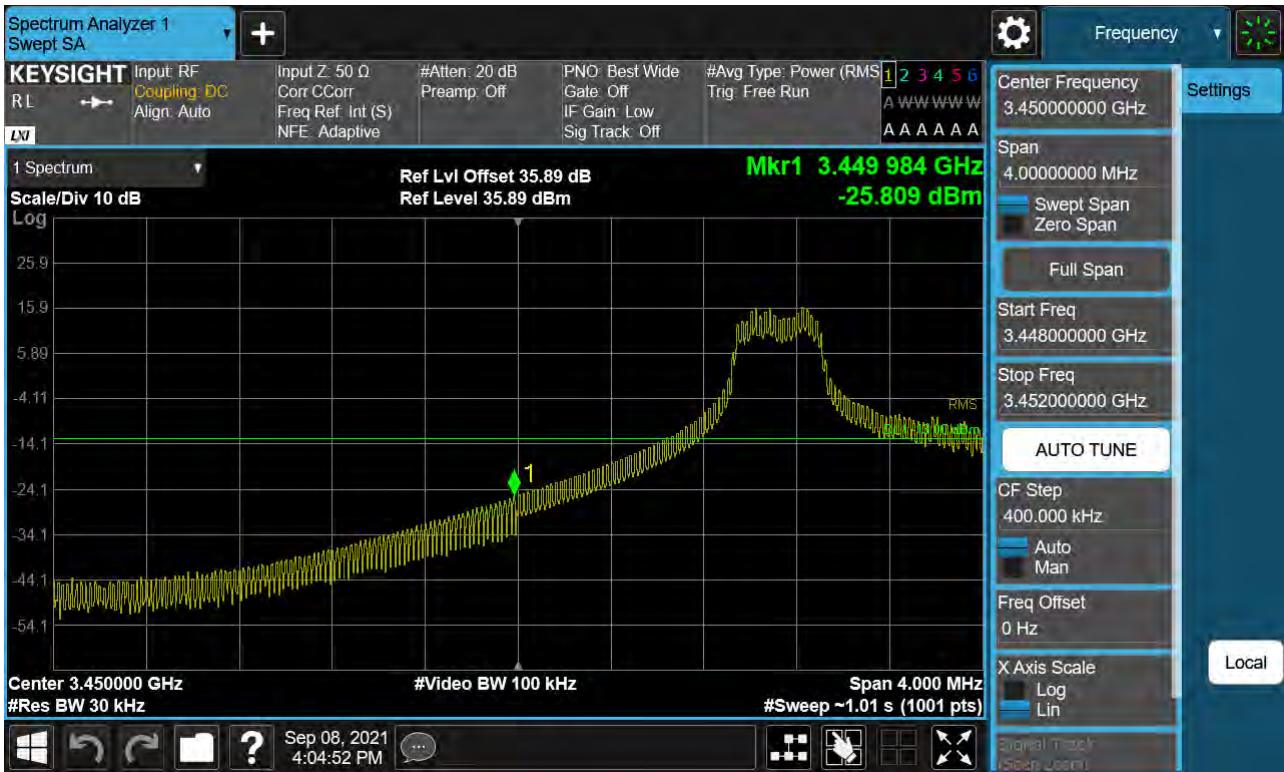 Spectrum Analyzer 1
Swept SA
+
Frequency
KEYSIGHT
RL
LXI
Input: RF
Coupling: DC
Align: Auto
Input Z: 50 Ω
Corr CCorr
Freq Ref: Int (S)
NFE: Adaptive
#Atten: 20 dB
Preamp: Off
PNO: Best Wide
Gate: Off
IF Gain: Low
Sig Track: Off
#Avg Type: Power (RMS
Trig: Free Run
1 2 3 4 5 6
A W W W W W
A A A A A A
1 Spectrum
Scale/Div 10 dB
Log
Ref Lvl Offset 35.89 dB
Ref Level 35.89 dBm
Mkr1 3.449 984 GHz
-25.809 dBm
25.9
15.9
5.89
-4.11
-14.1
-24.1
-34.1
-44.1
-54.1
1
RMS
Center 3.450000 GHz
#Res BW 30 kHz
#Video BW 100 kHz
Span 4.000 MHz
#Sweep ~1.01 s (1001 pts)
Center Frequency
3.450000000 GHz
Span
4.00000000 MHz
Swept Span
Zero Span
Full Span
Start Freq
3.448000000 GHz
Stop Freq
3.452000000 GHz
AUTO TUNE
CF Step
400.000 kHz
Auto
Man
Freq Offset
0 Hz
X Axis Scale
Log
Lin
Signal Track
(Span Zoom)
Settings
Local
?
Sep 08, 2021
4:04:52 PM